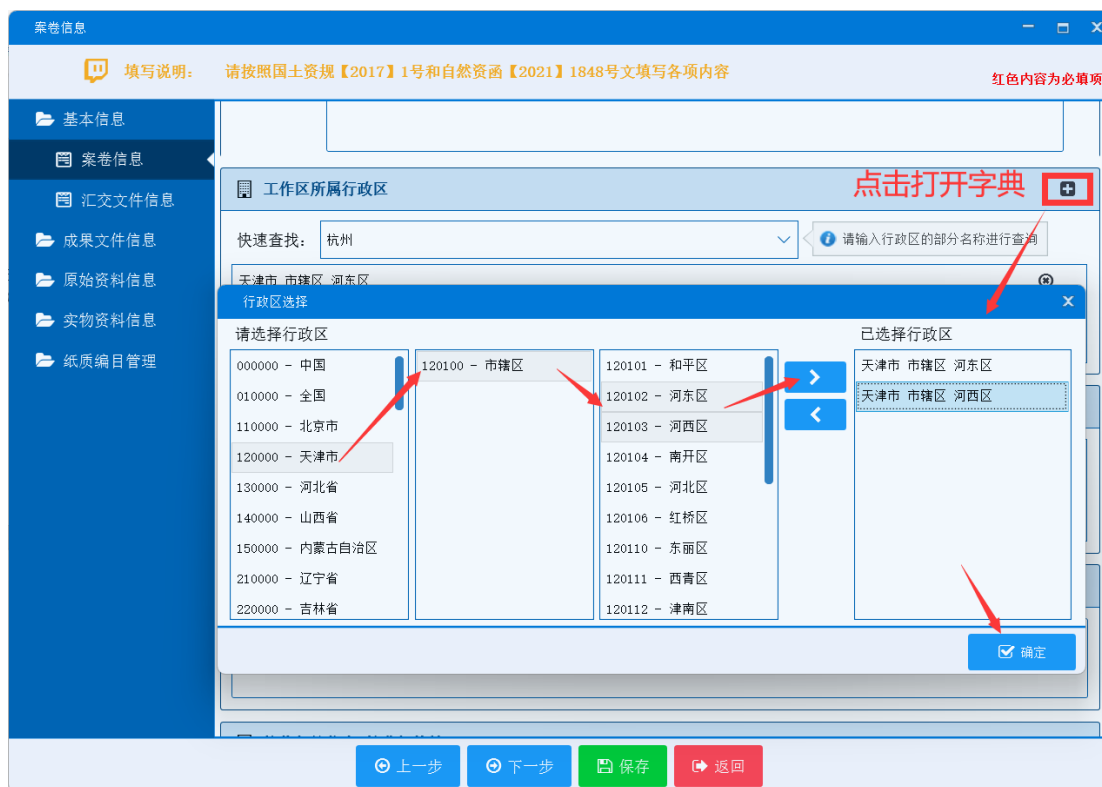 案卷信息
填写说明： 请按照国土资规【2017】1号和自然资函【2021】1848号文填写各项内容
红色内容为必填项
基本信息
案卷信息
汇交文件信息
成果文件信息
原始资料信息
实物资料信息
纸质编目管理
工作区所属行政区
点击打开字典
快速查找： 杭州
请输入行政区的部分名称进行查询
天津市 市辖区 河东区
行政区选择
请选择行政区
已选择行政区
000000 - 中国
010000 - 全国
110000 - 北京市
120000 - 天津市
130000 - 河北省
140000 - 山西省
150000 - 内蒙古自治区
210000 - 辽宁省
220000 - 吉林省
120100 - 市辖区
120101 - 和平区
120102 - 河东区
120103 - 河西区
120104 - 南开区
120105 - 河北区
120106 - 红桥区
120110 - 东丽区
120111 - 西青区
120112 - 津南区
天津市 市辖区 河东区
天津市 市辖区 河西区
确定
上一步 下一步 保存 返回